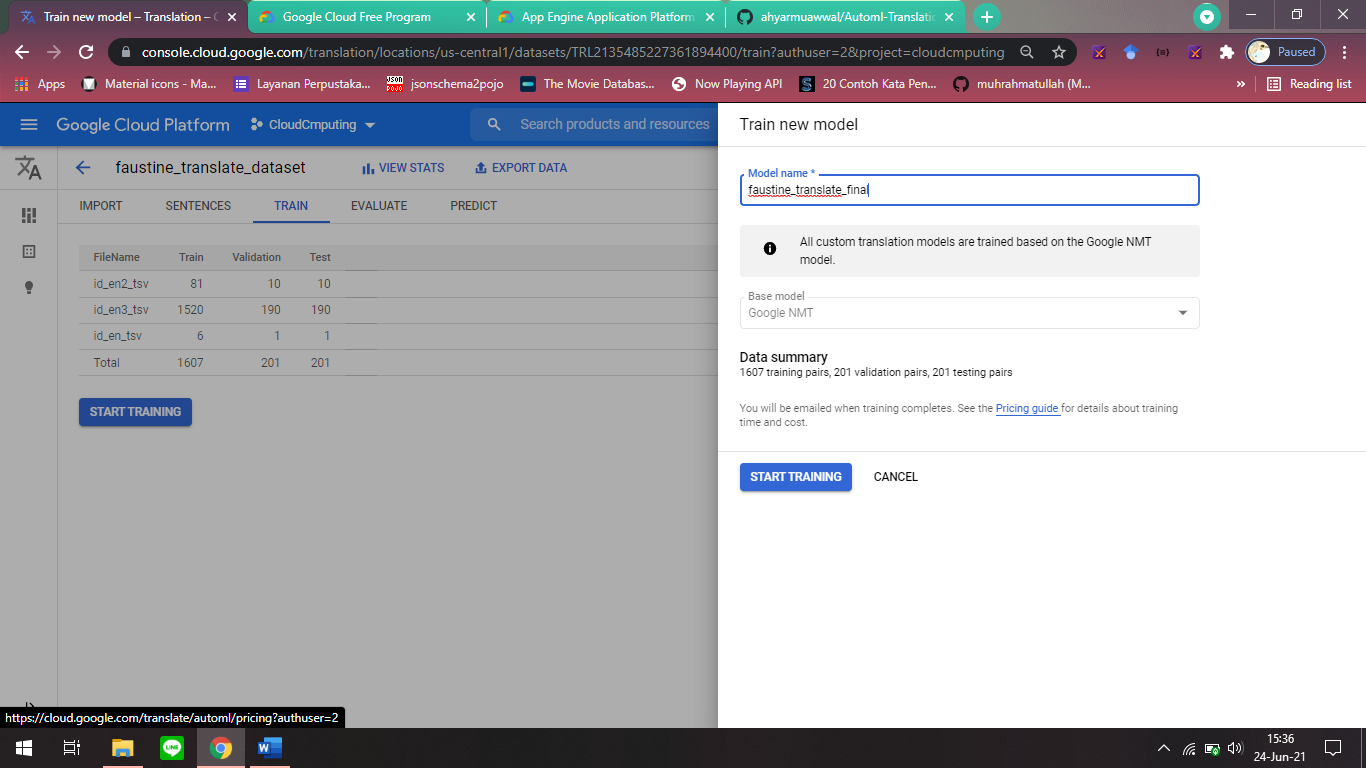 Train new model – Translation – G
Google Cloud Free Program
App Engine Application Platform
ahyarmuawwal/Automl-Translatio
console.cloud.google.com/translation/locations/us-central1/datasets/TRL2135485227361894400/train?authuser=2&project=cloudcmputing
Paused
Apps
Material icons - Ma...
Layanan Perpustaka...
jsonschema2pojo
The Movie Databas...
Now Playing API
20 Contoh Kata Pen...
muhrahmatullah (M...
»
Reading list
Google Cloud Platform
CloudCmputing
Search products and resources
Train new model
faustine_translate_dataset
VIEW STATS
EXPORT DATA
IMPORT
SENTENCES
TRAIN
EVALUATE
PREDICT
FileName Train Validation Test
id_en2_tsv 81 10 10
id_en3_tsv 1520 190 190
id_en_tsv 6 1 1
Total 1607 201 201
START TRAINING
Model name *
faustine_translate_final
All custom translation models are trained based on the Google NMT
model.
Base model
Google NMT
Data summary
1607 training pairs, 201 validation pairs, 201 testing pairs
You will be emailed when training completes. See the Pricing guide for details about training
time and cost.
START TRAINING
CANCEL
https://cloud.google.com/translate/automl/pricing?authuser=2
15:36
24-Jun-21